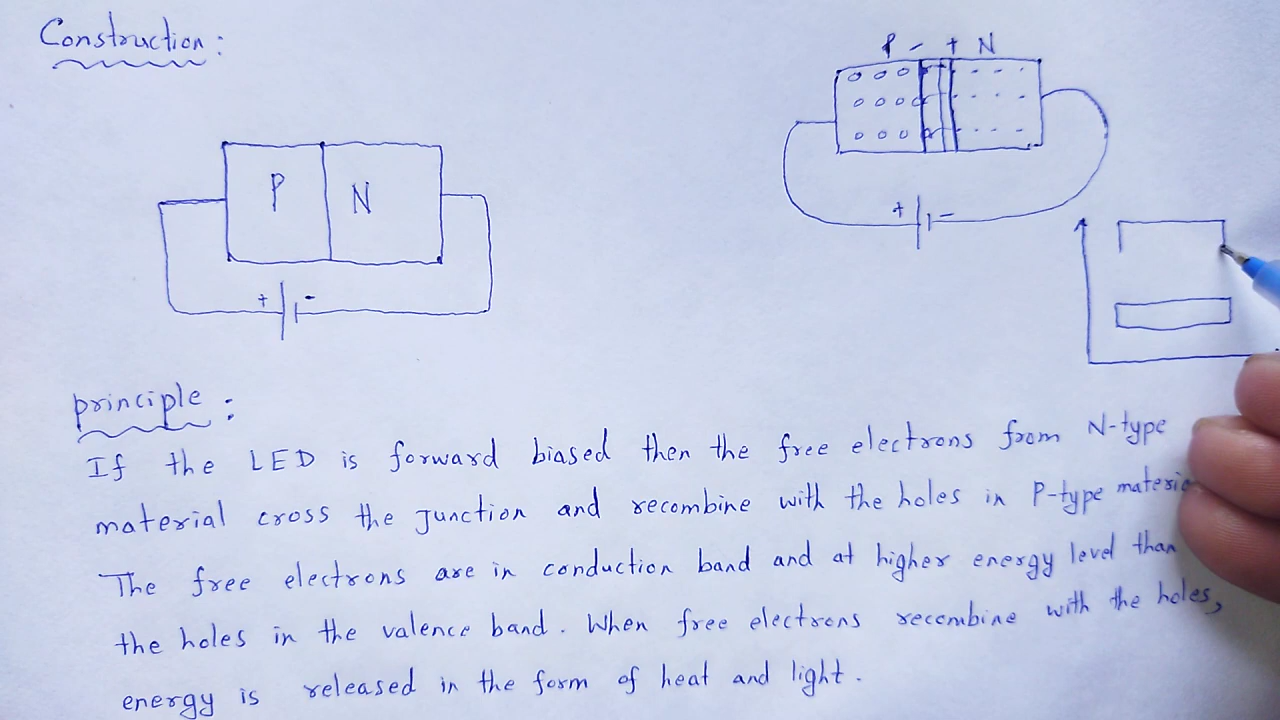 Construction:
P - + N
P N
+ -
+ -
principle:
If the LED is forward biased then the free electrons from N-type
material cross the junction and recombine with the holes in P-type
The free electrons are in conduction band and at higher energy level than
the holes in the valence band. When free electrons recombine with the holes,
energy is released in the form of heat and light.